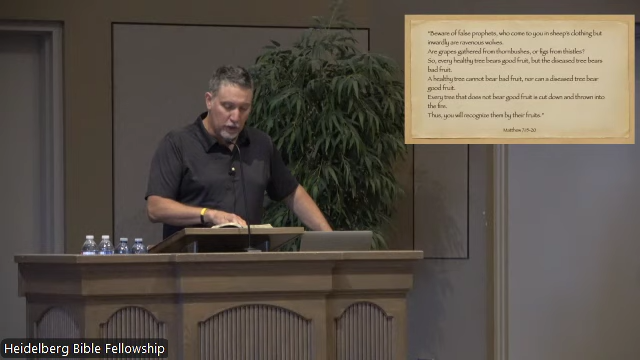 "Beware of false prophets, who come to you in sheep's clothing but
inwardly are ravenous wolves.
Are grapes gathered from thornbushes, or figs from thistles?
So, every healthy tree bears good fruit, but the diseased tree bears
bad fruit.
A healthy tree cannot bear bad fruit, nor can a diseased tree bear
good fruit.
Every tree that does not bear good fruit is cut down and thrown into
the fire.
Thus, you will recognize them by their fruits."
Matthew 7:15-20
Heidelberg Bible Fellowship